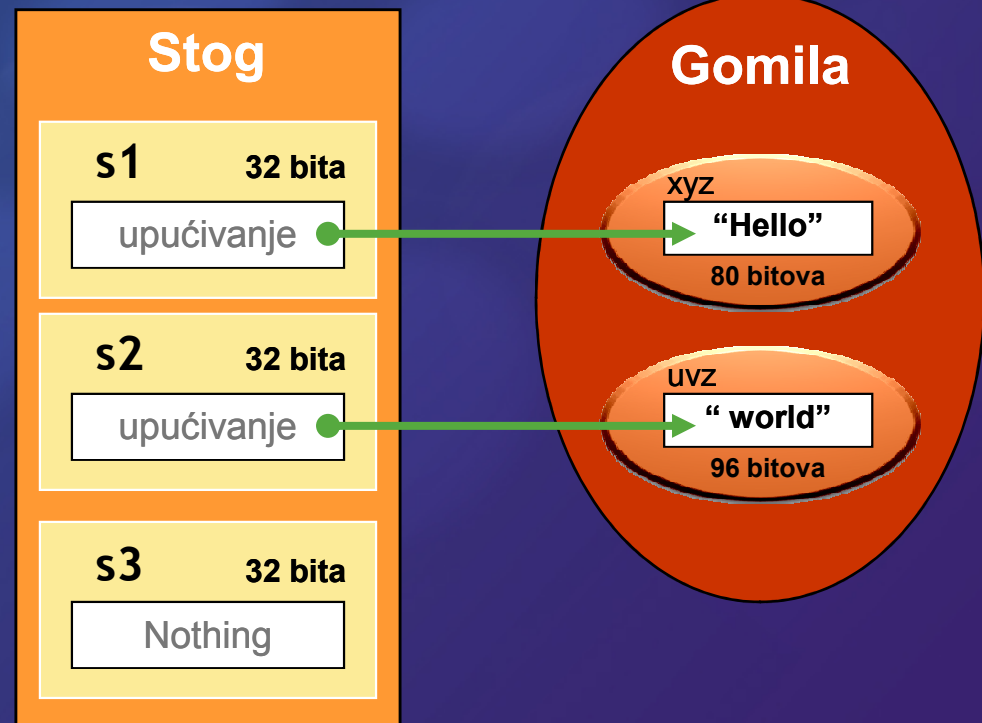 Stog
s1 32 bita
upućivanje
s2 32 bita
upućivanje
s3 32 bita
Nothing
Gomila
xyz
“Hello”
80 bitova
uvz
“ world”
96 bitova